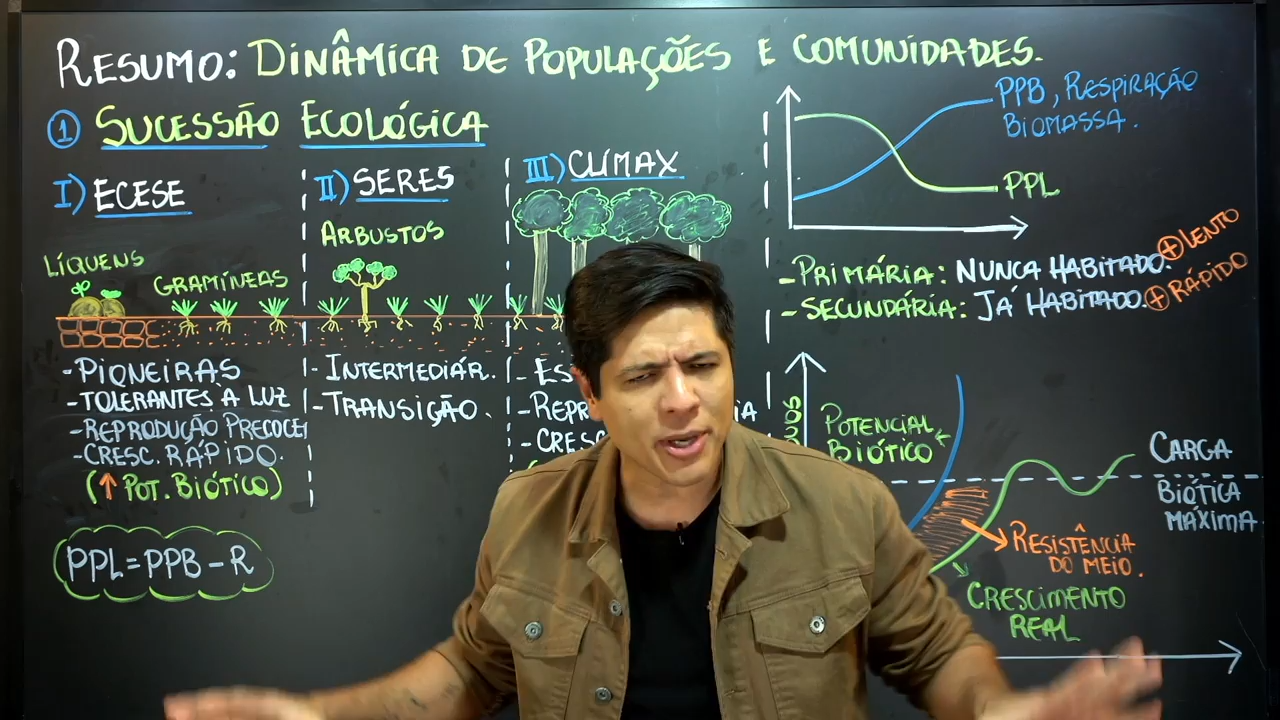 RESUMO: DINÂMICA DE POPULAÇÕES E COMUNIDADES.
① SUCESSÃO ECOLÓGICA
I) ECESE
LÍQUENS
GRAMÍNEAS
- PIONEIRAS
- TOLERANTES À LUZ
- REPRODUÇÃO PRECOCE
- CRESC. RÁPIDO.
(↑ POT. BIÓTICO)
PPL = PPB - R
II) SERES
ARBUSTOS
- INTERMEDIÁR.
- TRANSIÇÃO.
III) CLÍMAX
PPB, RESPIRAÇÃO
BIOMASSA.
PPL
- PRIMÁRIA: NUNCA HABITADO. + LENTO
- SECUNDÁRIA: JÁ HABITADO. + RÁPIDO
POTENCIAL
BIÓTICO
CARGA
BIÓTICA
MÁXIMA
RESISTÊNCIA
DO MEIO.
CRESCIMENTO
REAL